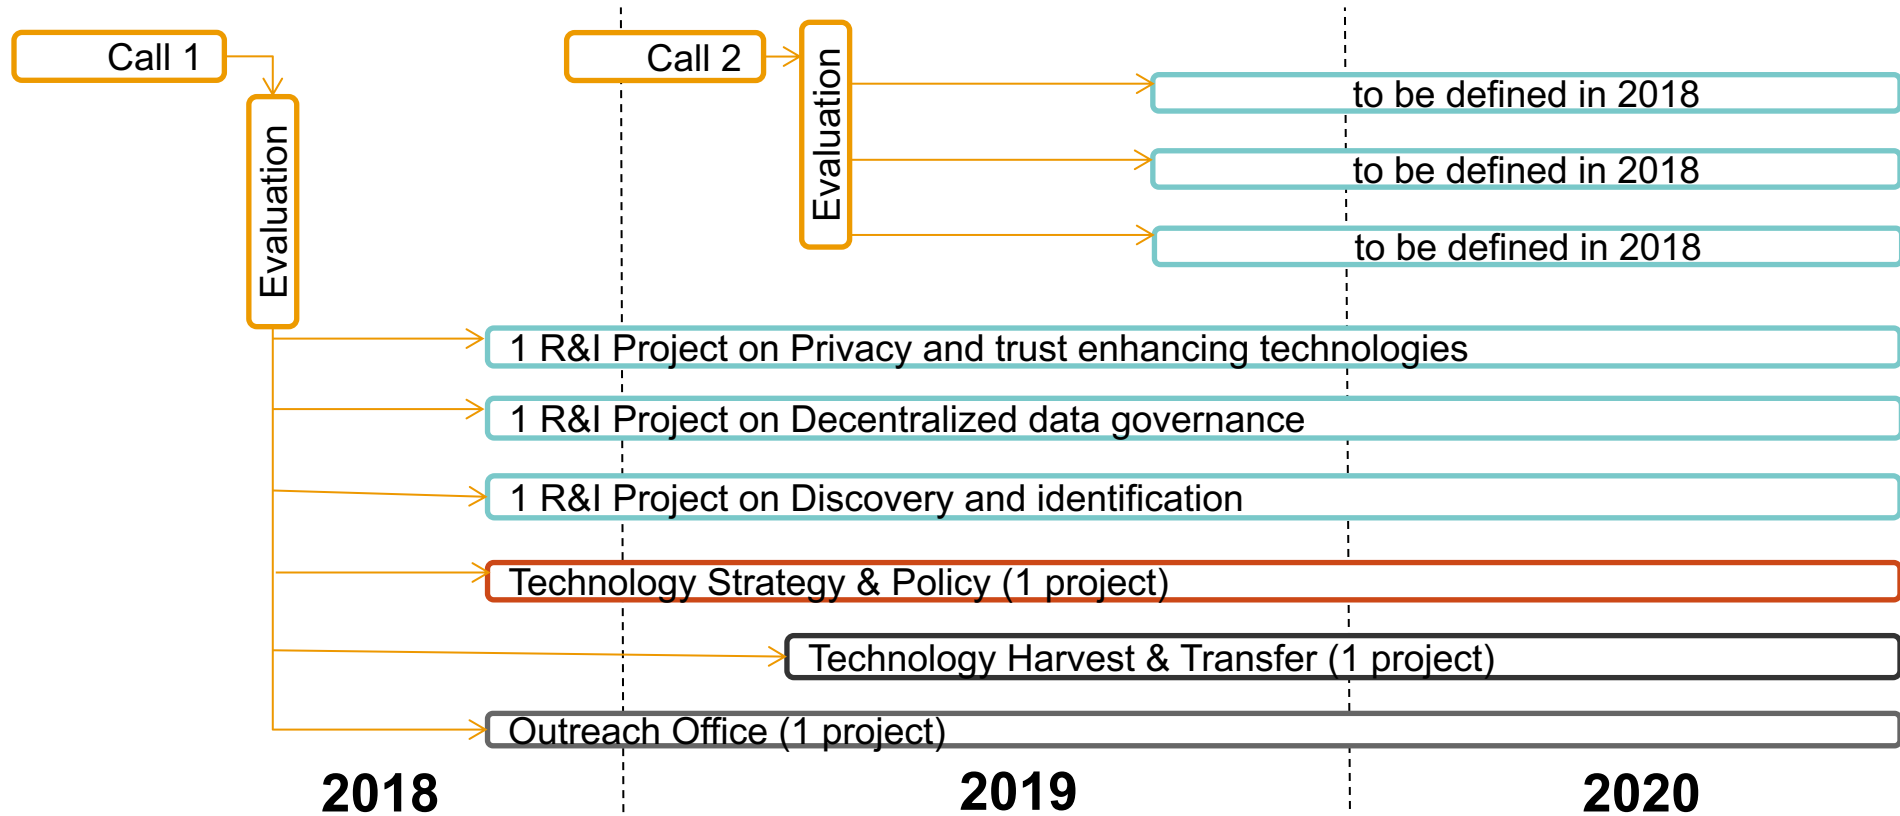 Call 1
Call 2
Evaluation
Evaluation
to be defined in 2018
to be defined in 2018
to be defined in 2018
1 R&I Project on Privacy and trust enhancing technologies
1 R&I Project on Decentralized data governance
1 R&I Project on Discovery and identification
Technology Strategy & Policy (1 project)
Technology Harvest & Transfer (1 project)
Outreach Office (1 project)
2018
2019
2020